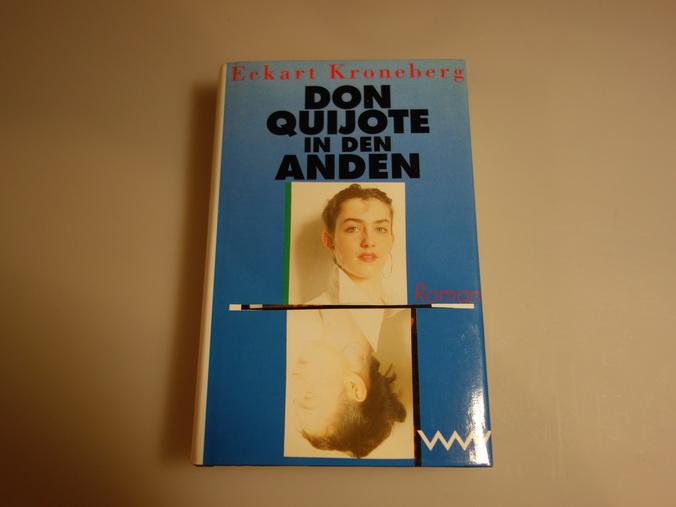 Eckart Kroneberg
DON
QUIJOTE
IN DEN
ANDEN
Roman